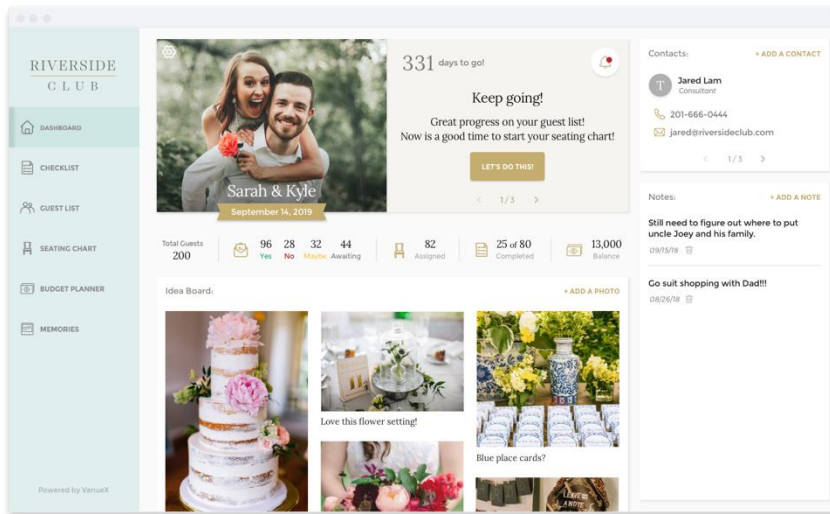 RIVERSIDE
CLUB
DASHBOARD
CHECKLIST
GUEST LIST
SEATING CHART
BUDGET PLANNER
MEMORIES
Powered by VenueX
Sarah & Kyle
September 14, 2019
331 days to go!
Keep going!
Great progress on your guest list!
Now is a good time to start your seating chart!
LET'S DO THIS!
< 1/3 >
Total Guests
200
96 28 32 44
Yes No Maybe Awaiting
82
Assigned
25 of 80
Completed
13,000
Balance
Idea Board:
+ ADD A PHOTO
Love this flower setting!
Blue place cards?
LEAVE US
A NOTE
Contacts:
+ ADD A CONTACT
T
Jared Lam
Consultant
201-666-0444
jared@riversideclub.com
< 1/3 >
Notes:
+ ADD A NOTE
Still need to figure out where to put
uncle Joey and his family.
09/15/18
Go suit shopping with Dad!!!
08/26/18